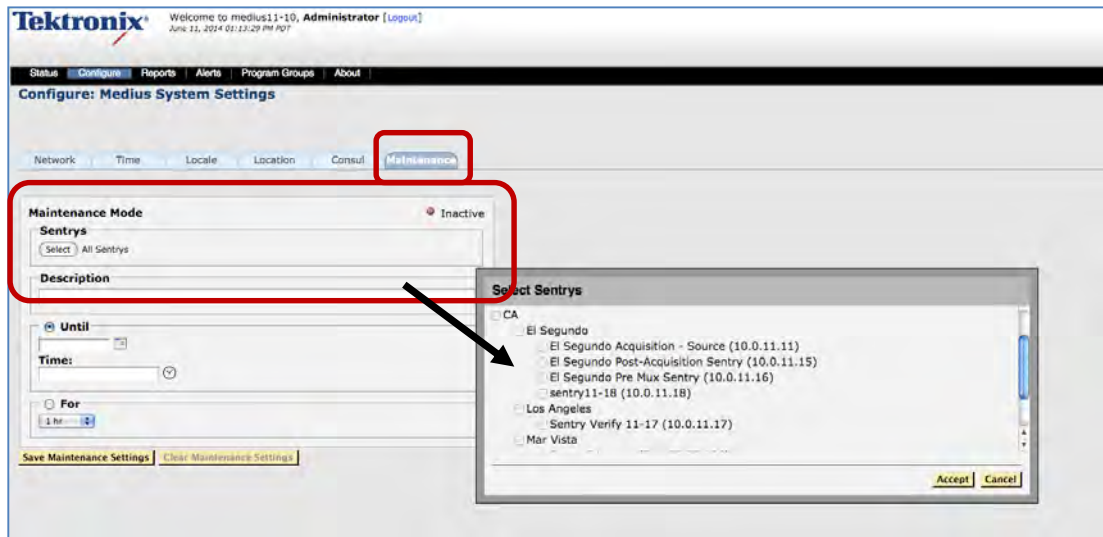 Tektronix
Welcome to medius11-10, Administrator [Logout]
June 11, 2014 01:13:29 PM PDT
Status Configure Reports Alerts Program Groups About
Configure: Medius System Settings
Network Time Locale Location Consul Maintenance
Maintenance Mode Inactive
Sentrys
Select All Sentrys
Description
Until
Time:
For
1 hr
Save Maintenance Settings Clear Maintenance Settings
Select Sentrys
CA
El Segundo
El Segundo Acquisition - Source (10.0.11.11)
El Segundo Post-Acquisition Sentry (10.0.11.15)
El Segundo Pre Mux Sentry (10.0.11.16)
sentry11-18 (10.0.11.18)
Los Angeles
Sentry Verify 11-17 (10.0.11.17)
Mar Vista
Accept Cancel